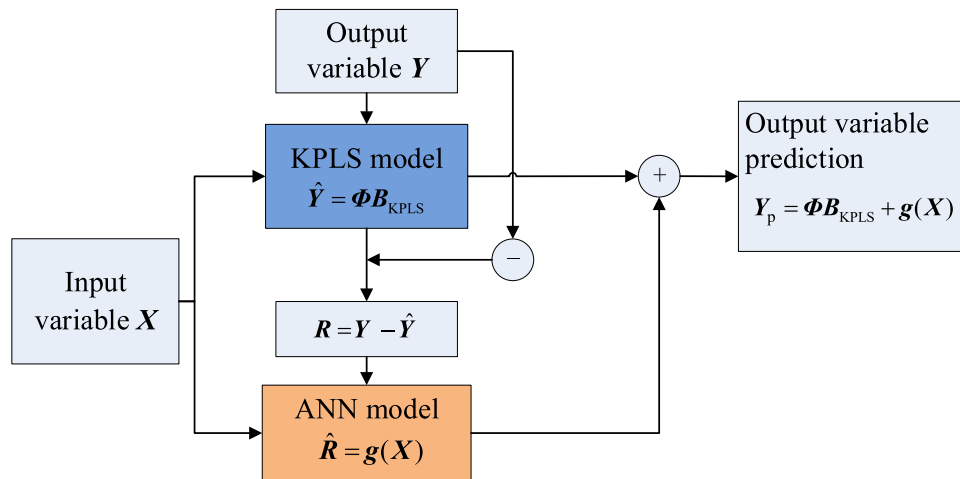 Output
variable Y
KPLS model
Ŷ = ΦB_KPLS
+
Output variable
prediction
Y_p = ΦB_KPLS + g(X)
−
Input
variable X
R = Y − Ŷ
ANN model
R̂ = g(X)